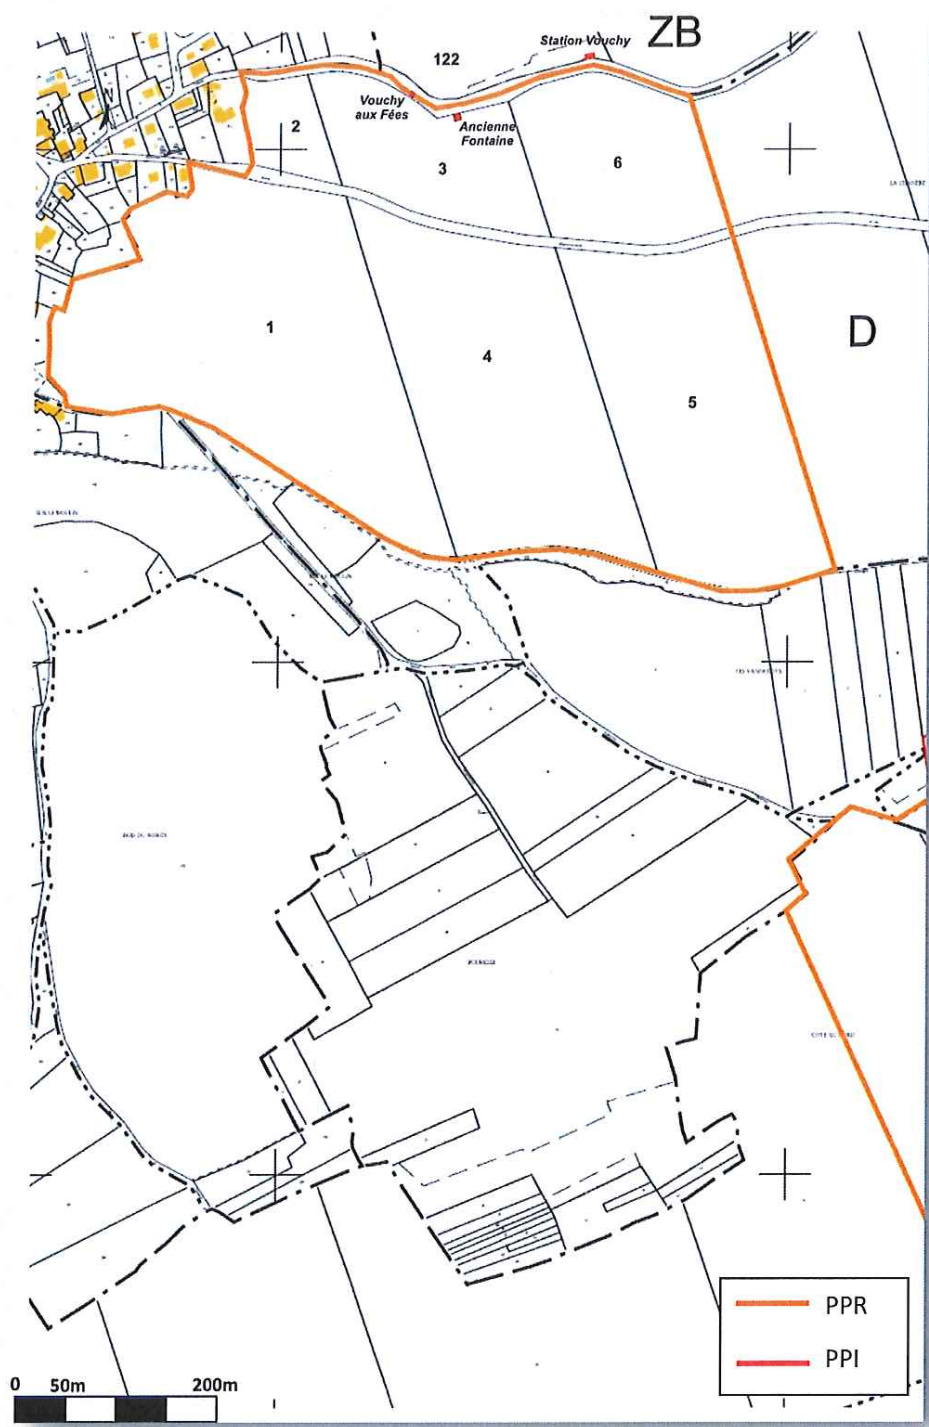 ZB
Station Vouchy
122
Vouchy
aux Fées
Ancienne
Fontaine
2
3
6
1
4
5
D
PPR
PPI
0 50m 200m